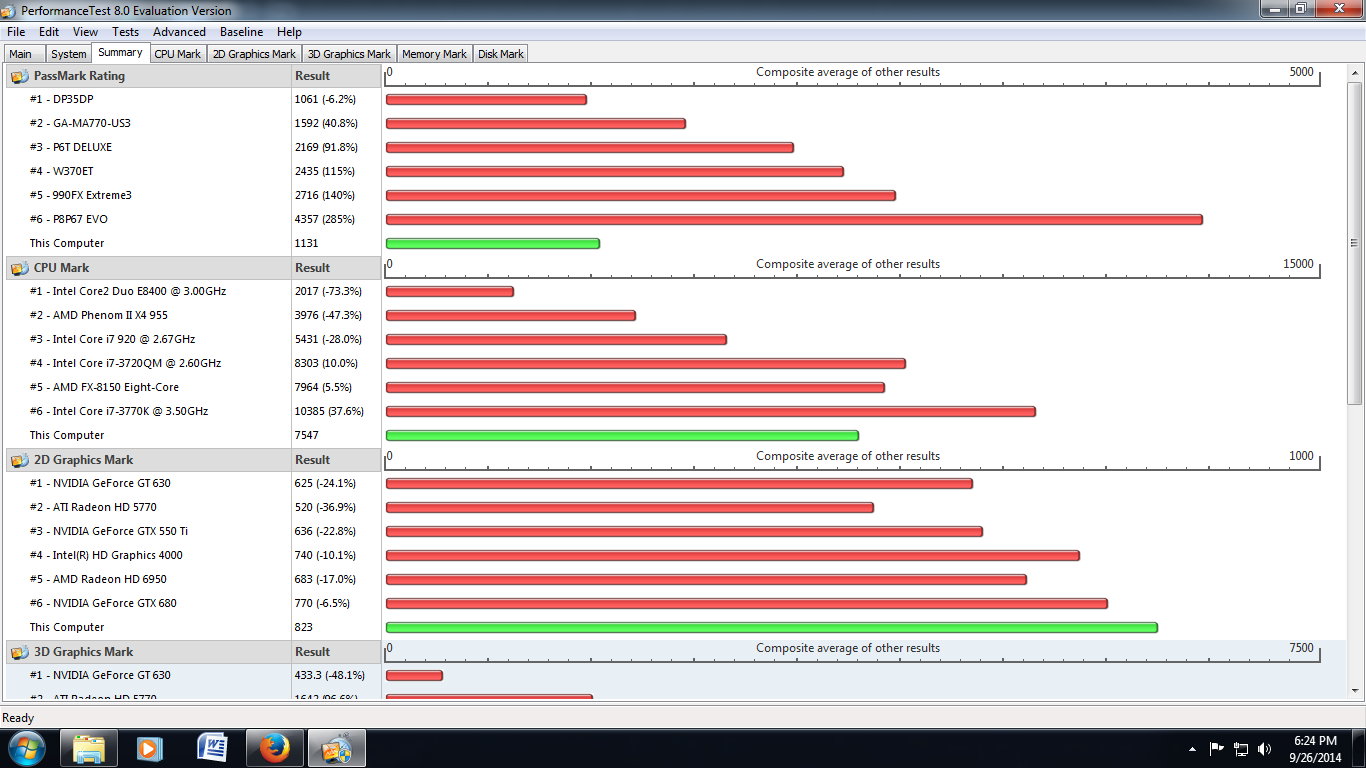 PerformanceTest 8.0 Evaluation Version
File Edit View Tests Advanced Baseline Help
Main System Summary CPU Mark 2D Graphics Mark 3D Graphics Mark Memory Mark Disk Mark
PassMark Rating Result 0 Composite average of other results 5000
#1 - DP35DP 1061 (-6.2%)
#2 - GA-MA770-US3 1592 (40.8%)
#3 - P6T DELUXE 2169 (91.8%)
#4 - W370ET 2435 (115%)
#5 - 990FX Extreme3 2716 (140%)
#6 - P8P67 EVO 4357 (285%)
This Computer 1131
CPU Mark Result 0 Composite average of other results 15000
#1 - Intel Core2 Duo E8400 @ 3.00GHz 2017 (-73.3%)
#2 - AMD Phenom II X4 955 3976 (-47.3%)
#3 - Intel Core i7 920 @ 2.67GHz 5431 (-28.0%)
#4 - Intel Core i7-3720QM @ 2.60GHz 8303 (10.0%)
#5 - AMD FX-8150 Eight-Core 7964 (5.5%)
#6 - Intel Core i7-3770K @ 3.50GHz 10385 (37.6%)
This Computer 7547
2D Graphics Mark Result 0 Composite average of other results 1000
#1 - NVIDIA GeForce GT 630 625 (-24.1%)
#2 - ATI Radeon HD 5770 520 (-36.9%)
#3 - NVIDIA GeForce GTX 550 Ti 636 (-22.8%)
#4 - Intel(R) HD Graphics 4000 740 (-10.1%)
#5 - AMD Radeon HD 6950 683 (-17.0%)
#6 - NVIDIA GeForce GTX 680 770 (-6.5%)
This Computer 823
3D Graphics Mark Result 0 Composite average of other results 7500
#1 - NVIDIA GeForce GT 630 433.3 (-48.1%)
#2 - ATI Radeon HD 5770 1642 (96.6%)
Ready
6:24 PM
9/26/2014